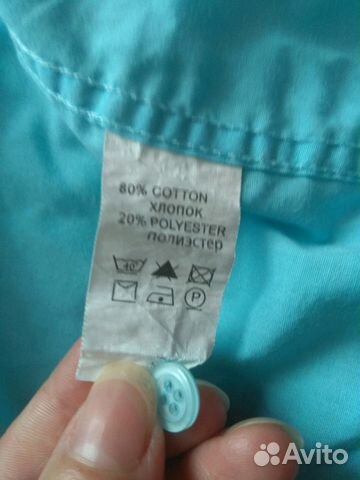 80% COTTON
ХЛОПОК
20% POLYESTER
ПОЛИЭСТЕР
40°
P
Avito